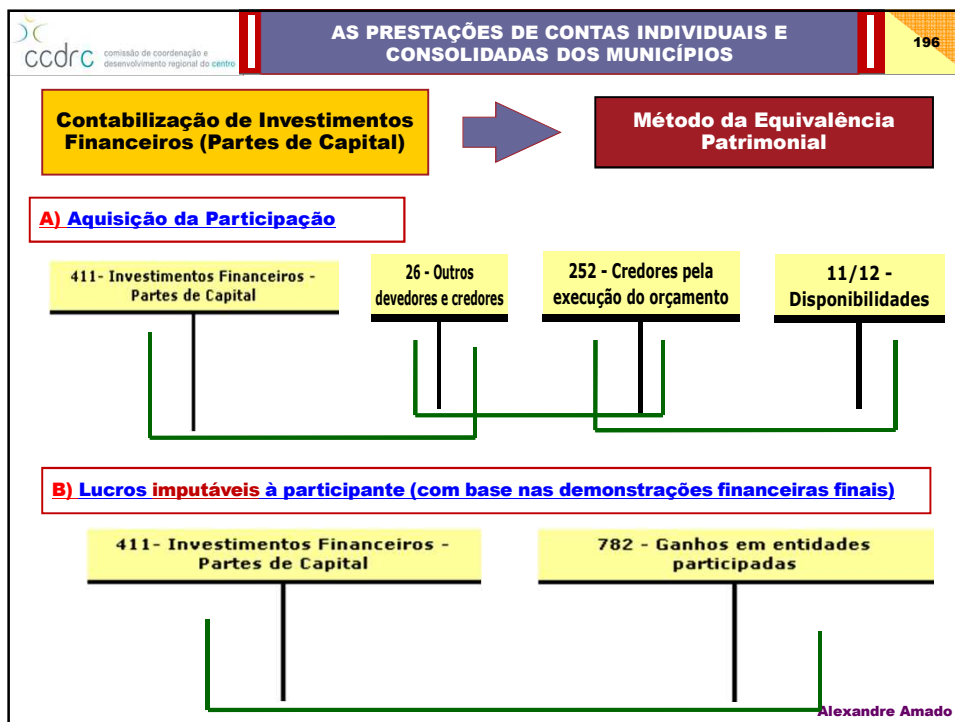 ccdrc
comissão de coordenação e
desenvolvimento regional do centro
AS PRESTAÇÕES DE CONTAS INDIVIDUAIS E
CONSOLIDADAS DOS MUNICÍPIOS
196
Contabilização de Investimentos
Financeiros (Partes de Capital)
Método da Equivalência
Patrimonial
A) Aquisição da Participação
411- Investimentos Financeiros -
Partes de Capital
26 - Outros
devedores e credores
252 - Credores pela
execução do orçamento
11/12 -
Disponibilidades
B) Lucros imputáveis à participante (com base nas demonstrações financeiras finais)
411- Investimentos Financeiros -
Partes de Capital
782 - Ganhos em entidades
participadas
Alexandre Amado